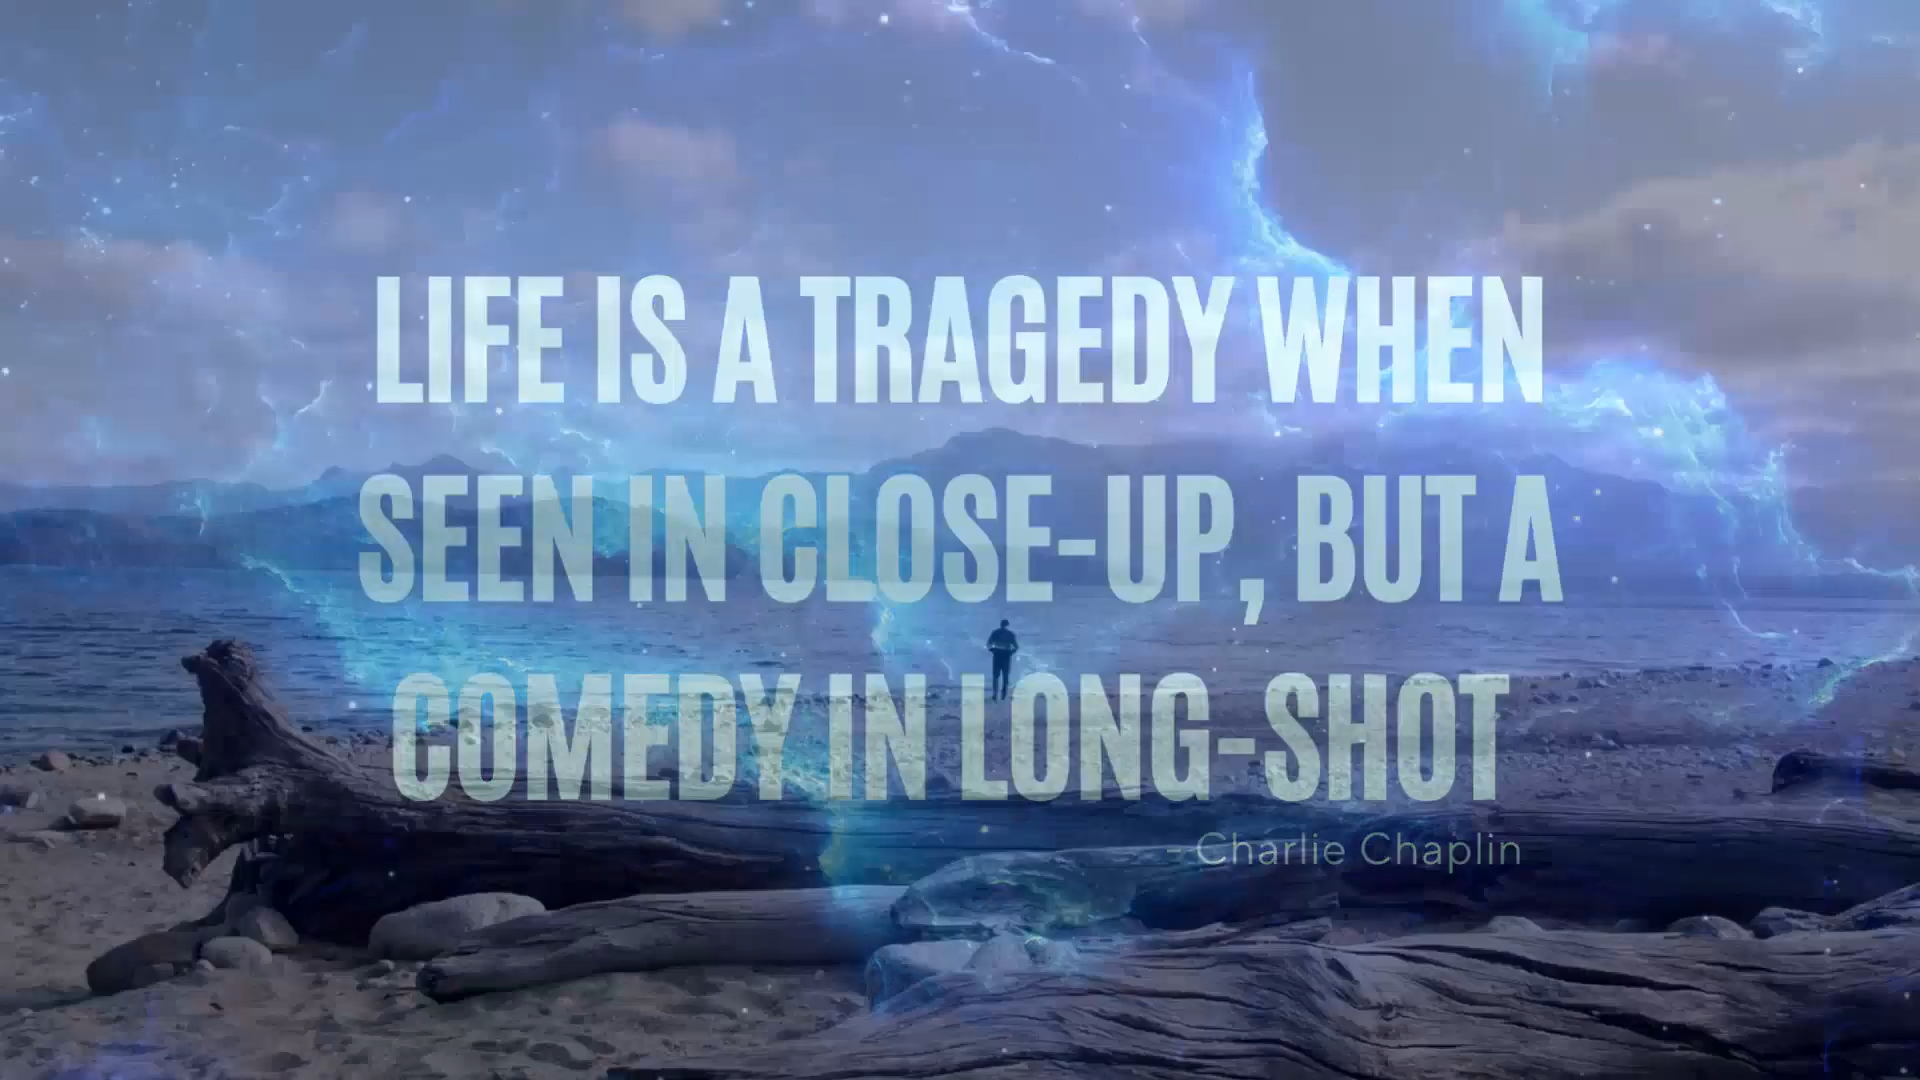 LIFE IS A TRAGEDY WHEN
SEEN IN CLOSE-UP, BUT A
COMEDY IN LONG-SHOT
- Charlie Chaplin